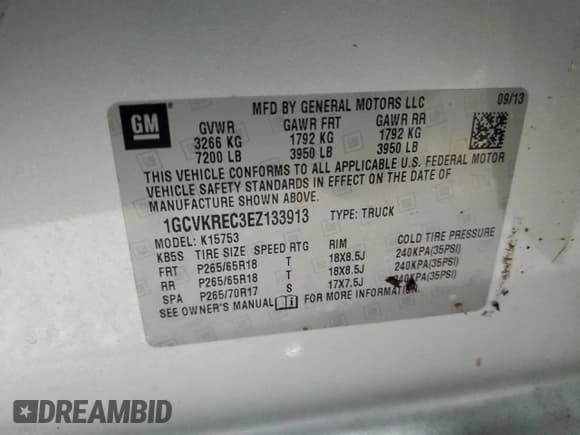 GM
MFD BY GENERAL MOTORS LLC 09/13
GVWR GAWR FRT GAWR RR
3266 KG 1792 KG 1792 KG
7200 LB 3950 LB 3950 LB
THIS VEHICLE CONFORMS TO ALL APPLICABLE U.S. FEDERAL MOTOR
VEHICLE SAFETY STANDARDS IN EFFECT ON THE DATE OF
MANUFACTURE SHOWN ABOVE.
1GCVKREC3EZ133913 TYPE: TRUCK
MODEL: K15753
KB5S TIRE SIZE SPEED RTG RIM COLD TIRE PRESSURE
FRT P265/65R18 T 18X8.5J 240KPA(35PSI)
RR P265/65R18 T 18X8.5J 240KPA(35PSI)
SPA P265/70R17 S 17X7.5J 240KPA(35PSI)
SEE OWNER'S MANUAL FOR MORE INFORMATION.
DREAMBID